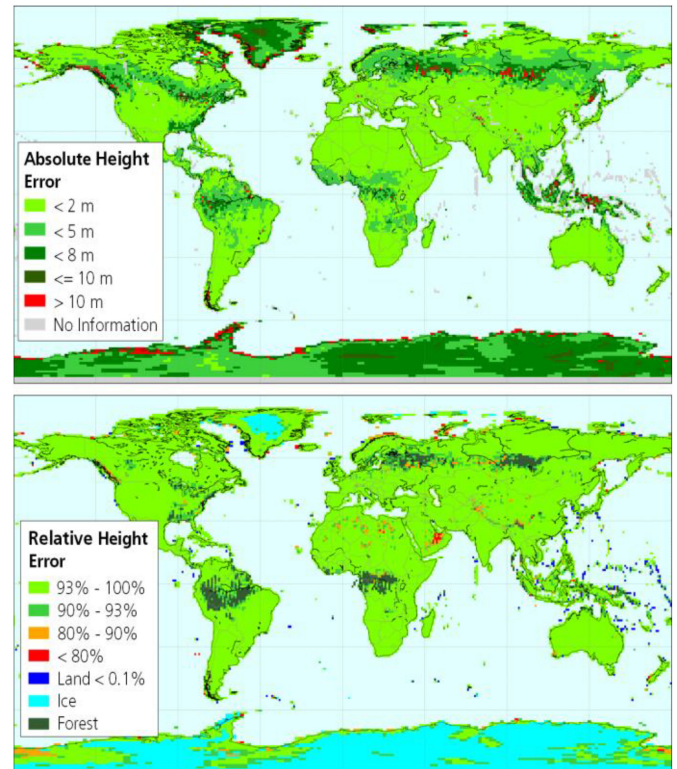 Absolute Height
Error
< 2 m
< 5 m
< 8 m
<= 10 m
> 10 m
No Information
Relative Height
Error
93% - 100%
90% - 93%
80% - 90%
< 80%
Land < 0.1%
Ice
Forest